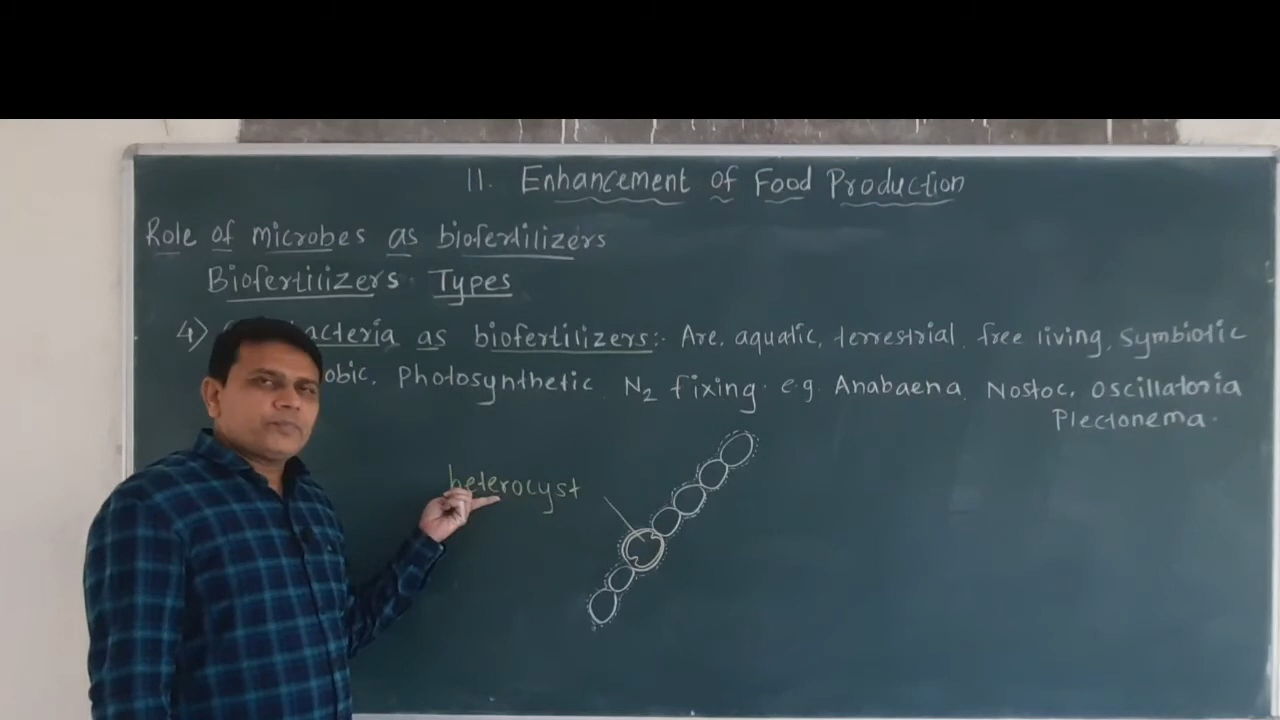 11. Enhancement of Food Production
Role of microbes as biofertilizers
Biofertilizers Types
4) bacteria as biofertilizers:- Are, aquatic, terrestrial, free living, Symbiotic
obic, Photosynthetic N2 fixing. e.g. Anabaena, Nostoc, Oscillatoria
Plectonema.
heterocyst